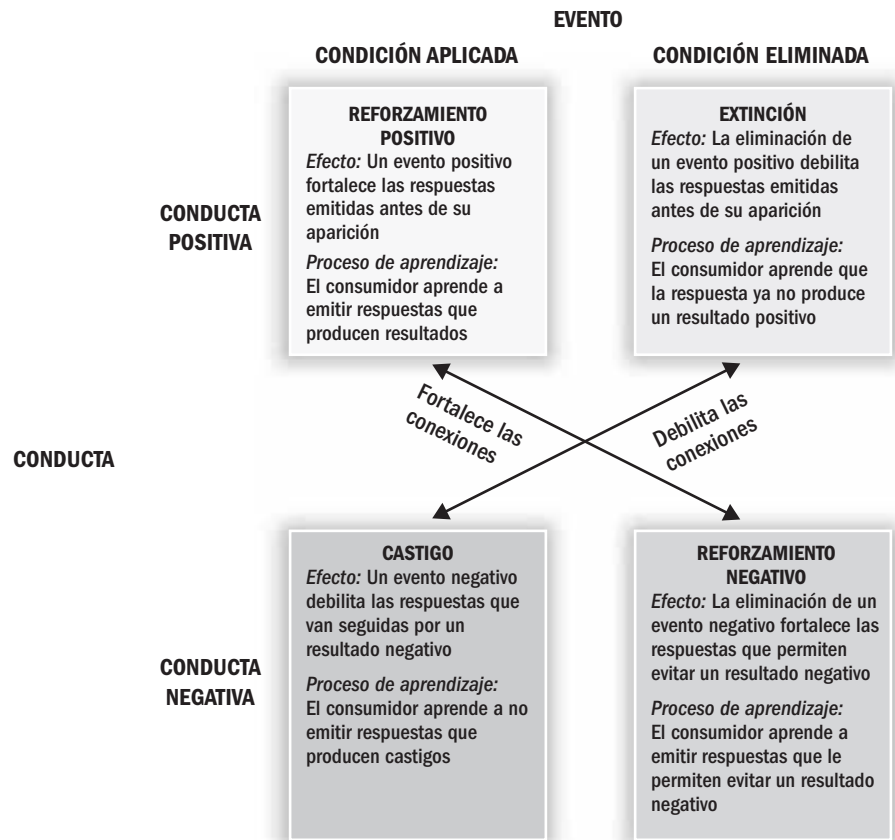 EVENTO
CONDICIÓN APLICADA
CONDICIÓN ELIMINADA
CONDUCTA
POSITIVA
REFORZAMIENTO
POSITIVO
Efecto: Un evento positivo
fortalece las respuestas
emitidas antes de su
aparición
Proceso de aprendizaje:
El consumidor aprende a
emitir respuestas que
producen resultados
EXTINCIÓN
Efecto: La eliminación de
un evento positivo debilita
las respuestas emitidas
antes de su aparición
Proceso de aprendizaje:
El consumidor aprende que
la respuesta ya no produce
un resultado positivo
Fortalece las
conexiones
Debilita las
conexiones
CONDUCTA
CONDUCTA
NEGATIVA
CASTIGO
Efecto: Un evento negativo
debilita las respuestas que
van seguidas por un
resultado negativo
Proceso de aprendizaje:
El consumidor aprende a no
emitir respuestas que
producen castigos
REFORZAMIENTO
NEGATIVO
Efecto: La eliminación de un
evento negativo fortalece las
respuestas que permiten
evitar un resultado negativo
Proceso de aprendizaje:
El consumidor aprende a
emitir respuestas que le
permiten evitar un resultado
negativo